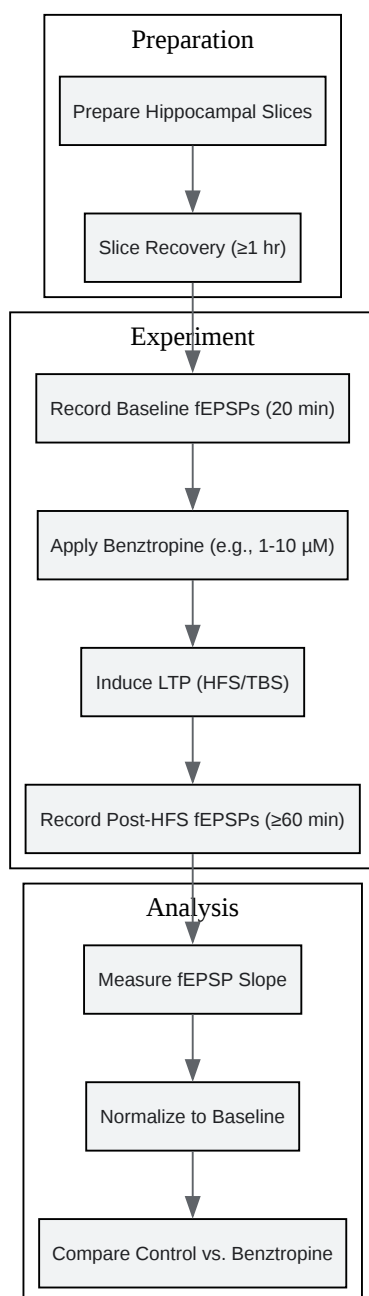 Preparation
Prepare Hippocampal Slices
Slice Recovery (≥1 hr)
Experiment
Record Baseline fEPSPs (20 min)
Apply Benztropine (e.g., 1-10 µM)
Induce LTP (HFS/TBS)
Record Post-HFS fEPSPs (≥60 min)
Analysis
Measure fEPSP Slope
Normalize to Baseline
Compare Control vs. Benztropine